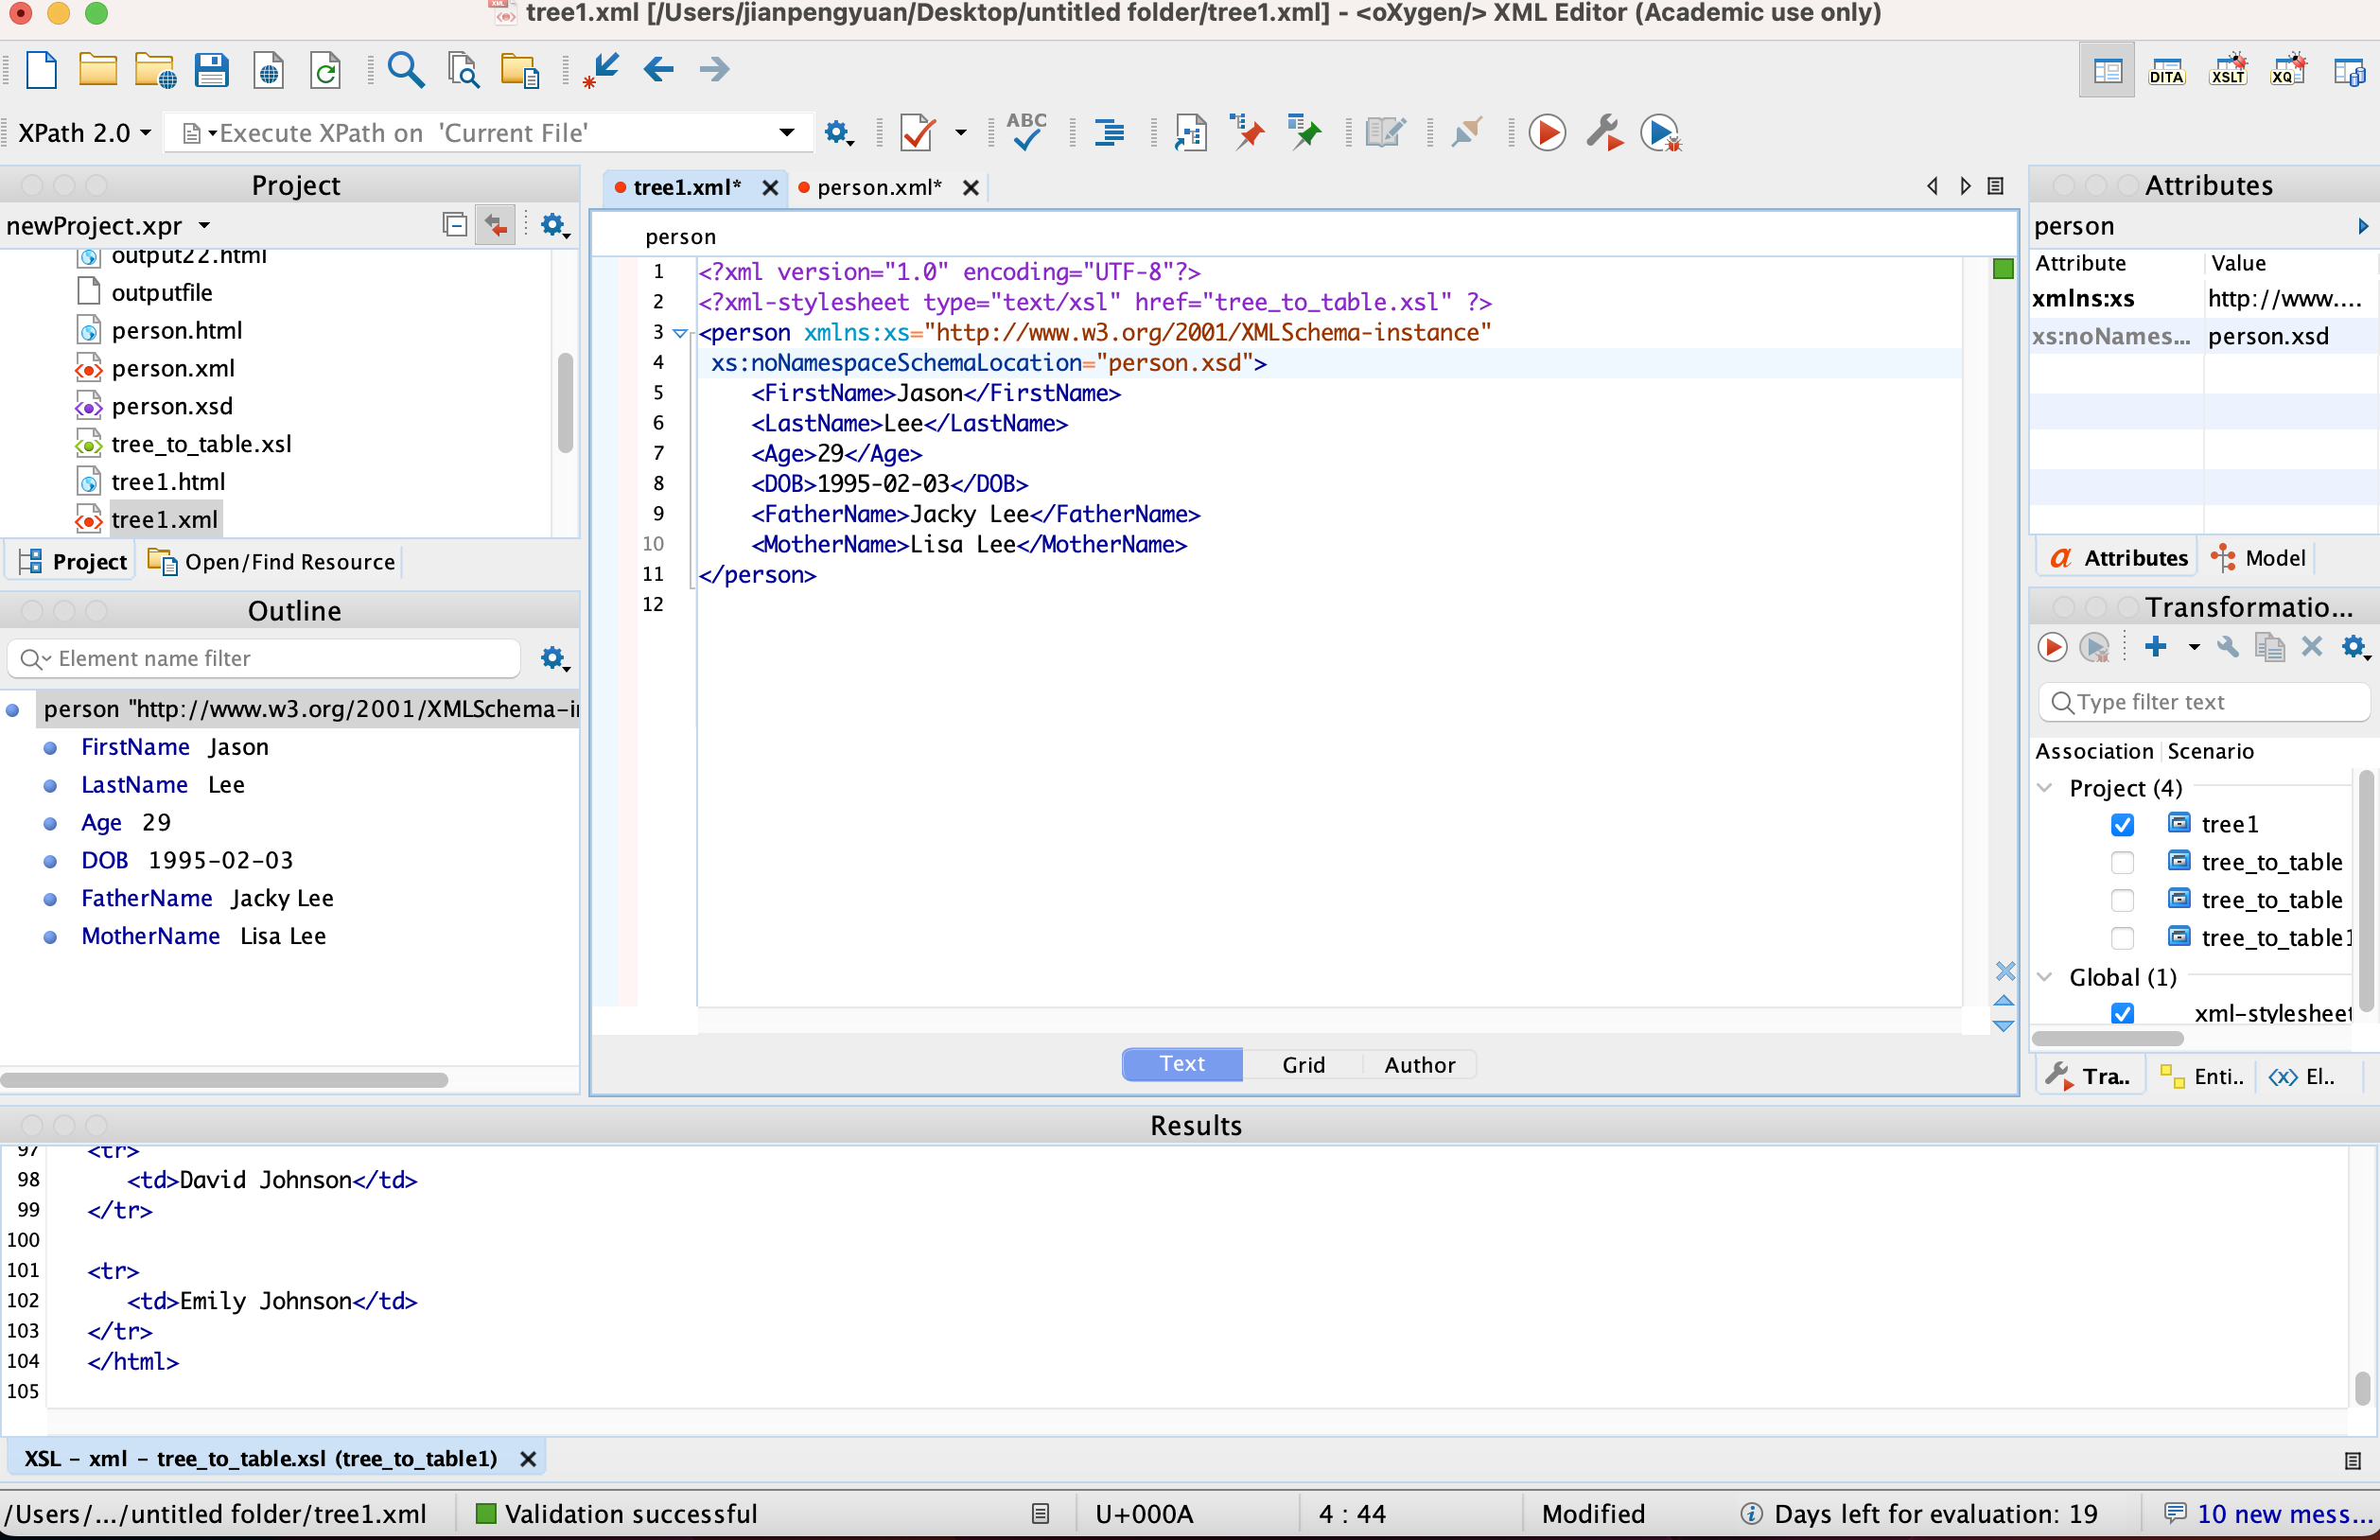 tree1.xml [/Users/jianpengyuan/Desktop/untitled folder/tree1.xml] - <oXygen/> XML Editor (Academic use only)
DITA
XSLT
XQ
XPath 2.0
Execute XPath on 'Current File'
ABC
Project
newProject.xpr
output22.html
outputfile
person.html
person.xml
person.xsd
tree_to_table.xsl
tree1.html
tree1.xml
Project
Open/Find Resource
Outline
Element name filter
person "http://www.w3.org/2001/XMLSchema-i
FirstName Jason
LastName Lee
Age 29
DOB 1995-02-03
FatherName Jacky Lee
MotherName Lisa Lee
tree1.xml*
person.xml*
person
1 <?xml version="1.0" encoding="UTF-8"?>
2 <?xml-stylesheet type="text/xsl" href="tree_to_table.xsl" ?>
3 <person xmlns:xs="http://www.w3.org/2001/XMLSchema-instance"
4 xs:noNamespaceSchemaLocation="person.xsd">
5 <FirstName>Jason</FirstName>
6 <LastName>Lee</LastName>
7 <Age>29</Age>
8 <DOB>1995-02-03</DOB>
9 <FatherName>Jacky Lee</FatherName>
10 <MotherName>Lisa Lee</MotherName>
11 </person>
12
Text Grid Author
Attributes
person
Attribute Value
xmlns:xs http://www....
xs:noNames... person.xsd
Attributes
Model
Transformatio...
Type filter text
Association Scenario
Project (4)
tree1
tree_to_table
tree_to_table
tree_to_table1
Global (1)
xml-stylesheet
Tra..
Enti..
El..
Results
97 <tr>
98 <td>David Johnson</td>
99 </tr>
100
101 <tr>
102 <td>Emily Johnson</td>
103 </tr>
104 </html>
105
XSL - xml - tree_to_table.xsl (tree_to_table1)
/Users/.../untitled folder/tree1.xml
Validation successful
U+000A
4 : 44
Modified
Days left for evaluation: 19
10 new mess...